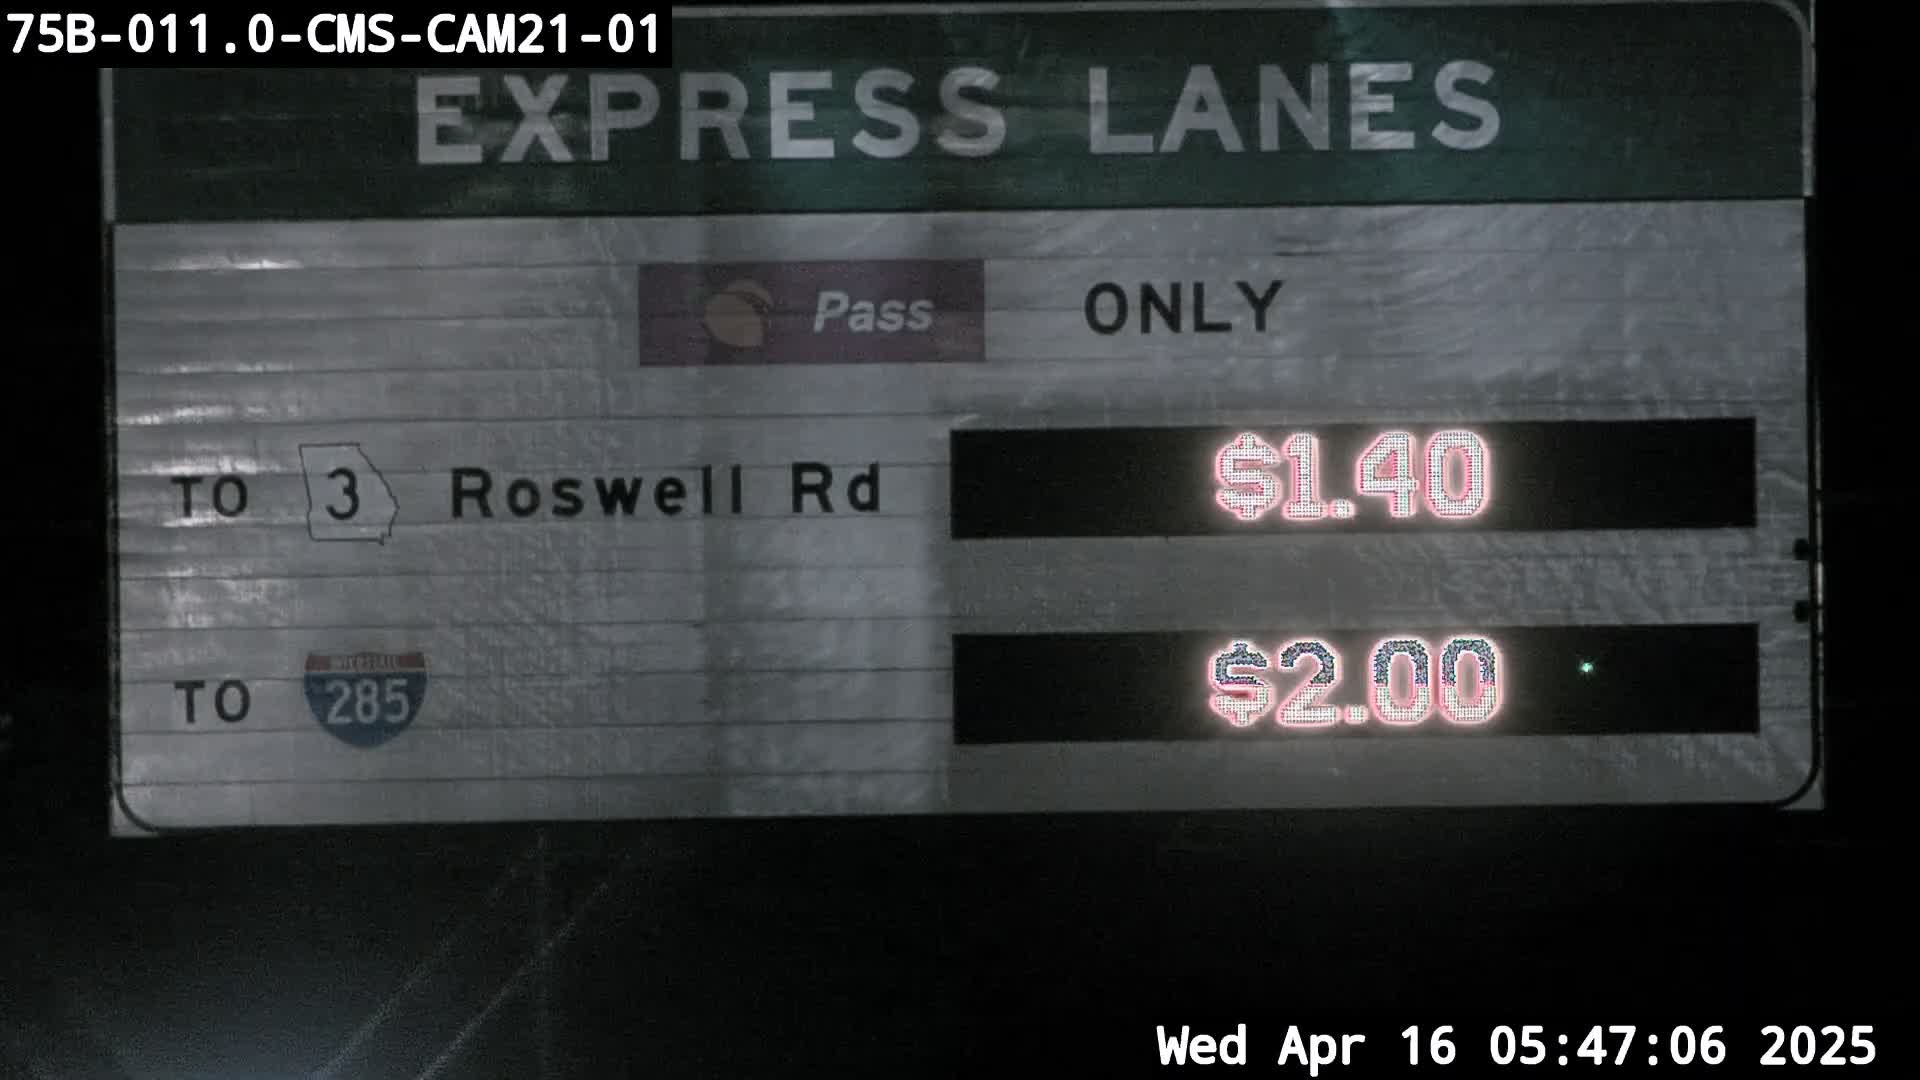 75B-011.0-CMS-CAM21-01
EXPRESS LANES
Pass ONLY
TO 3 Roswell Rd $1.40
INTERSTATE
TO 285 $2.00
Wed Apr 16 05:47:06 2025